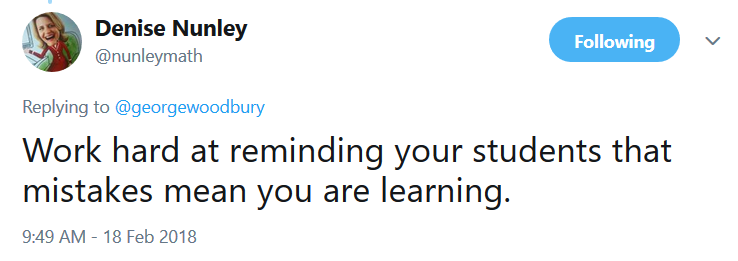 Denise Nunley
Following
@nunleymath
Replying to @georgewoodbury
Work hard at reminding your students that
mistakes mean you are learning.
9:49 AM - 18 Feb 2018